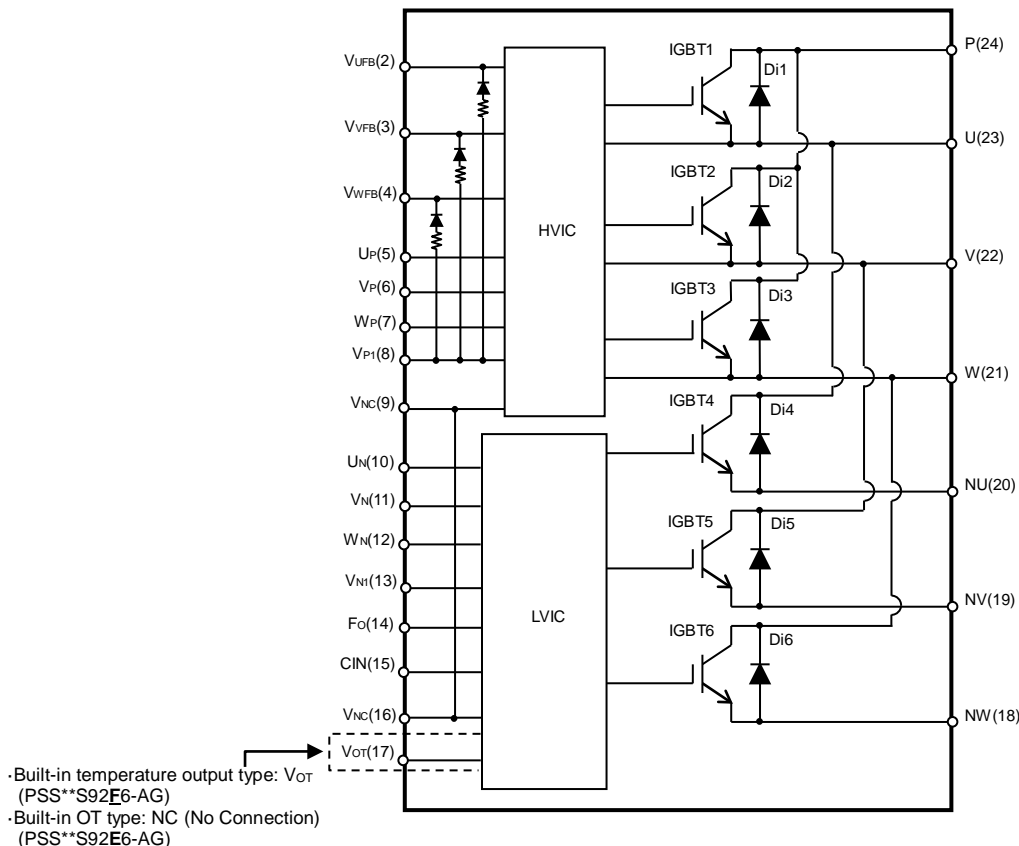 VUFB(2)
VVFB(3)
VWFB(4)
UP(5)
VP(6)
WP(7)
VP1(8)
VNC(9)
UN(10)
VN(11)
WN(12)
VN1(13)
FO(14)
CIN(15)
VNC(16)
VOT(17)
HVIC
LVIC
IGBT1
Di1
IGBT2
Di2
IGBT3
Di3
IGBT4
Di4
IGBT5
Di5
IGBT6
Di6
P(24)
U(23)
V(22)
W(21)
NU(20)
NV(19)
NW(18)
·Built-in temperature output type: VOT
(PSS**S92F6-AG)
·Built-in OT type: NC (No Connection)
(PSS**S92E6-AG)